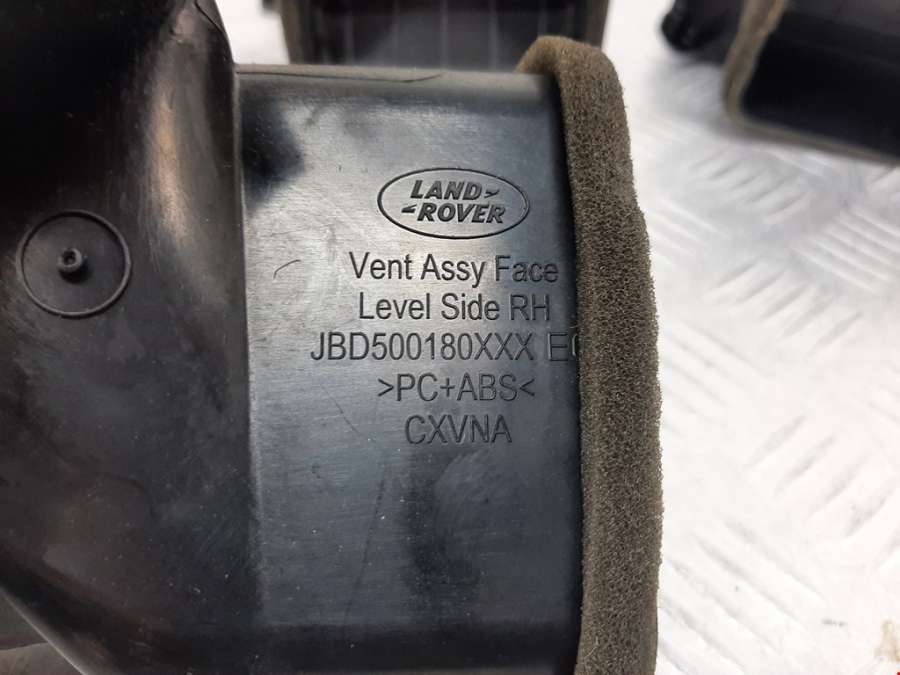 LAND
ROVER
Vent Assy Face
Level Side RH
JBD500180XXX
>PC+ABS<
CXVNA